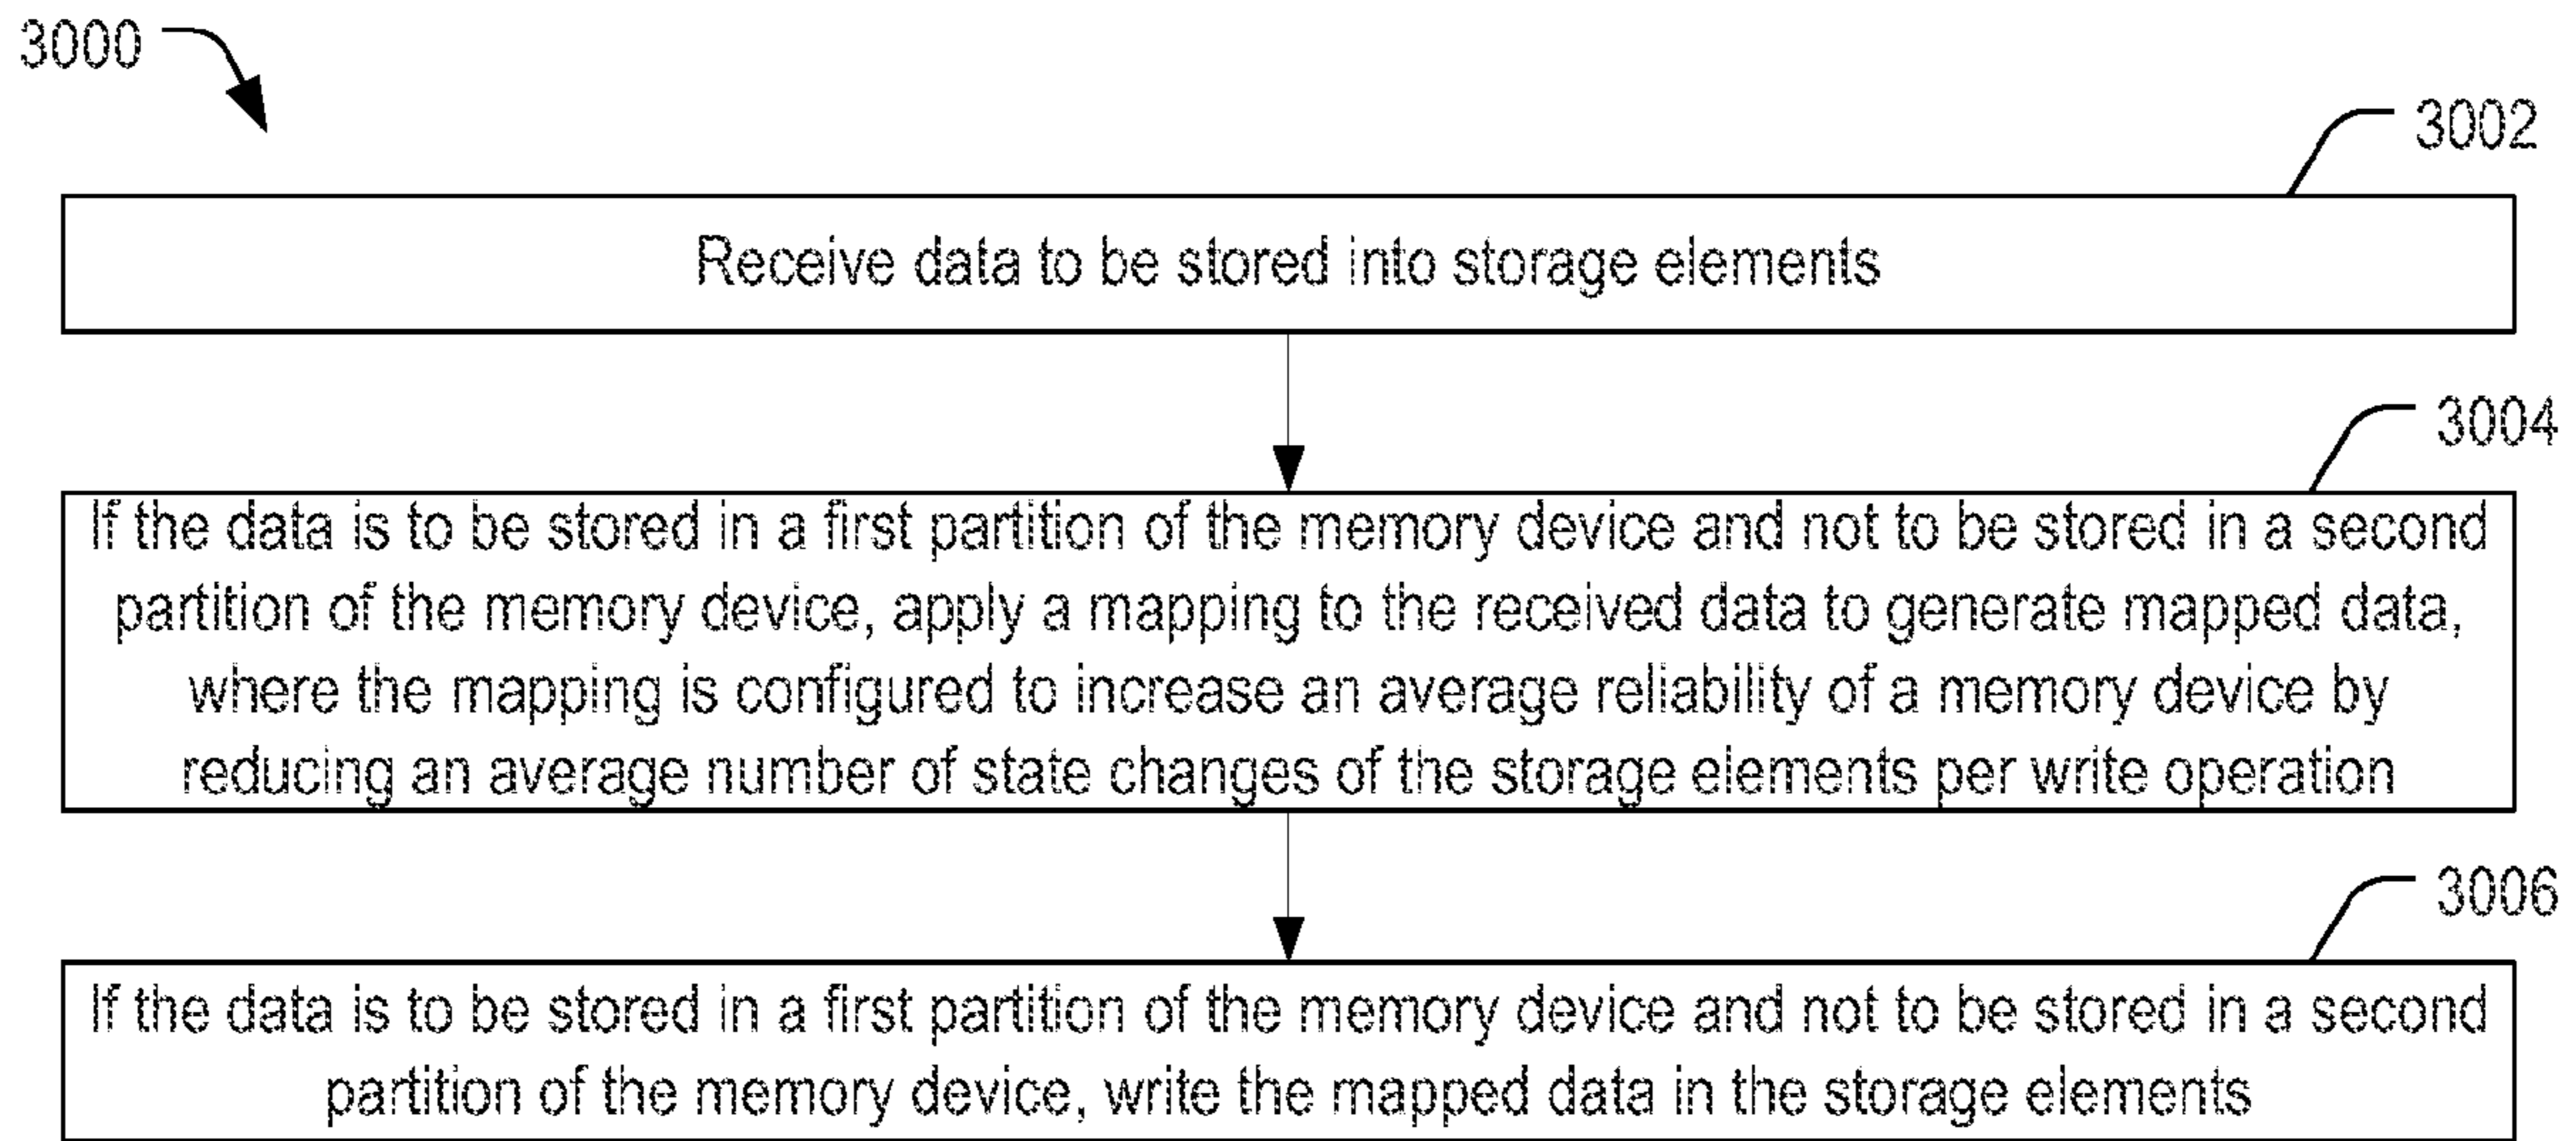 3000
3002
Receive data to be stored into storage elements
3004
If the data is to be stored in a first partition of the memory device and not to be stored in a second
partition of the memory device, apply a mapping to the received data to generate mapped data,
where the mapping is configured to increase an average reliability of a memory device by
reducing an average number of state changes of the storage elements per write operation
3006
If the data is to be stored in a first partition of the memory device and not to be stored in a second
partition of the memory device, write the mapped data in the storage elements